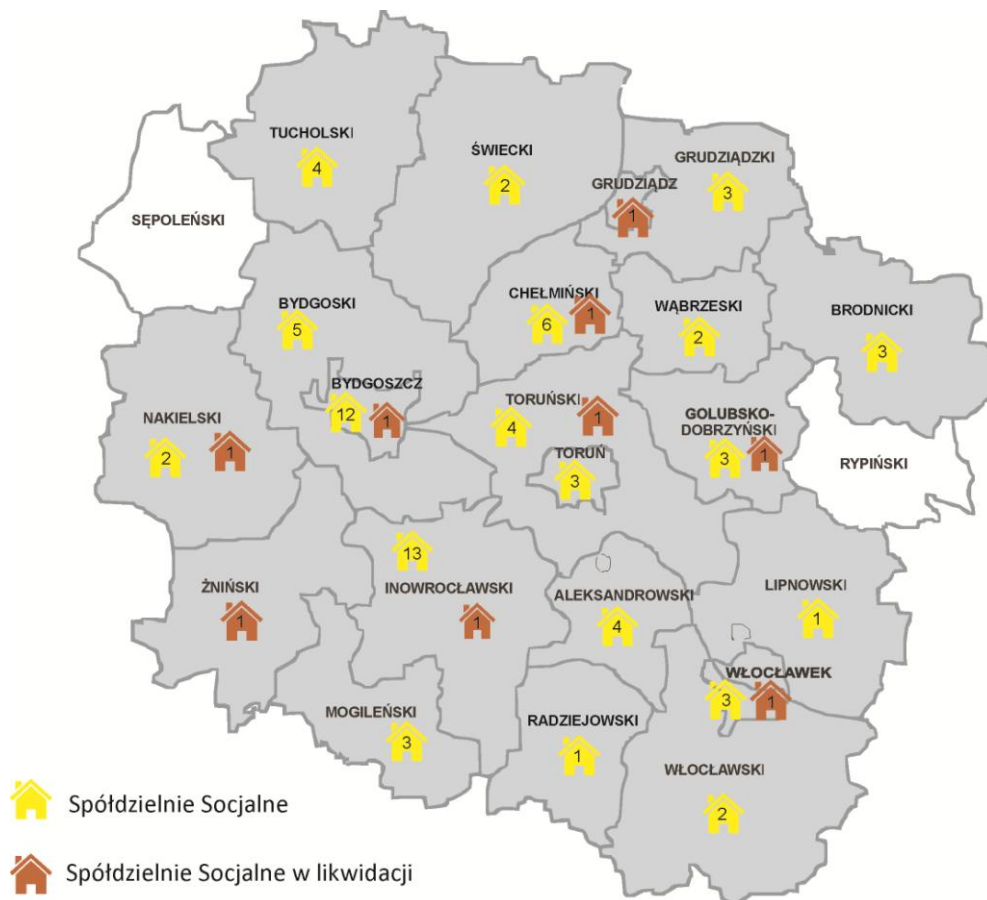 TUCHOLSKI
4
ŚWIECKI
2
GRUDZIĄDZKI
3
GRUDZIĄDZ
1
SĘPOLEŃSKI
BYDGOSKI
5
CHEŁMIŃSKI
6
1
WĄBRZESKI
2
BRODNICKI
3
BYDGOSZCZ
12
1
NAKIELSKI
2
1
TORUŃSKI
4
1
TORUŃ
3
GOLUBSKO-
DOBRZYŃSKI
3
1
RYPIŃSKI
ŻNIŃSKI
1
13
INOWROCŁAWSKI
1
ALEKSANDROWSKI
4
LIPNOWSKI
1
WŁOCŁAWEK
3
1
MOGILEŃSKI
3
RADZIEJOWSKI
1
WŁOCŁAWSKI
2
Spółdzielnie Socjalne
Spółdzielnie Socjalne w likwidacji